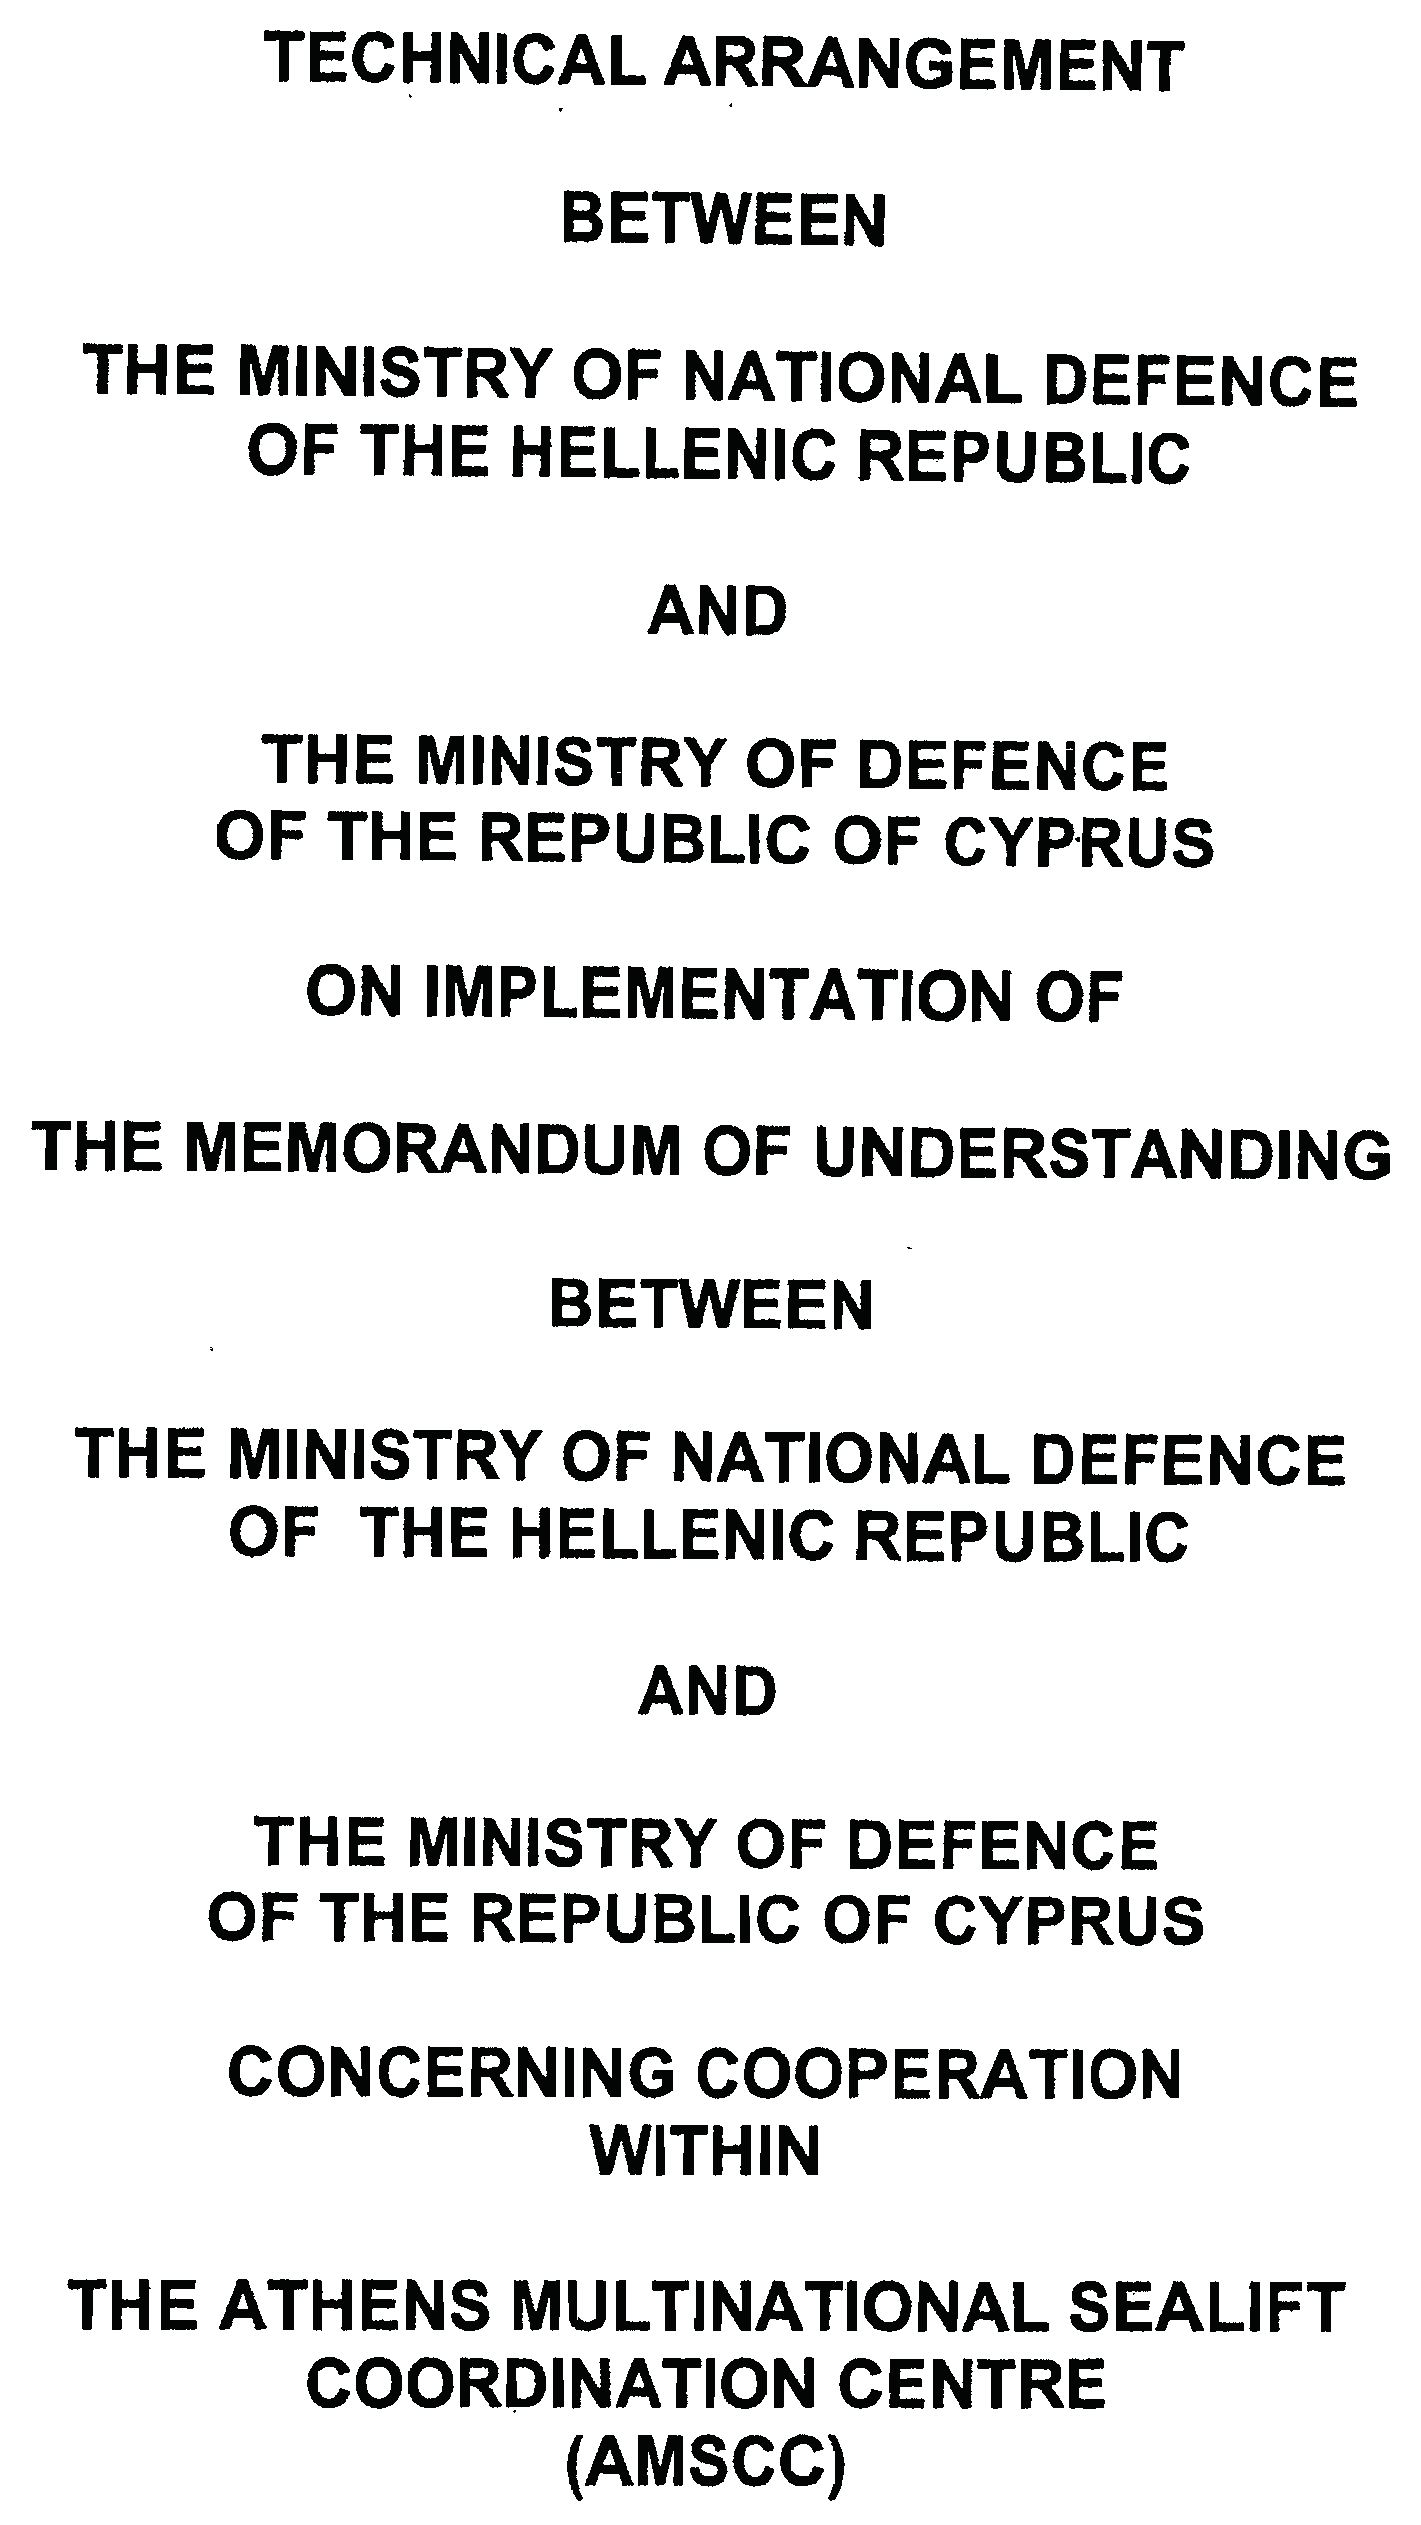 TECHNICAL ARRANGEMENT
BETWEEN
THE MINISTRY OF NATIONAL DEFENCE
OF THE HELLENIC REPUBLIC
AND
THE MINISTRY OF DEFENCE
OF THE REPUBLIC OF CYPRUS
ON IMPLEMENTATION OF
THE MEMORANDUM OF UNDERSTANDING
BETWEEN
THE MINISTRY OF NATIONAL DEFENCE
OF THE HELLENIC REPUBLIC
AND
THE MINISTRY OF DEFENCE
OF THE REPUBLIC OF CYPRUS
CONCERNING COOPERATION
WITHIN
THE ATHENS MULTINATIONAL SEALIFT
COORDINATION CENTRE
(AMSCC)